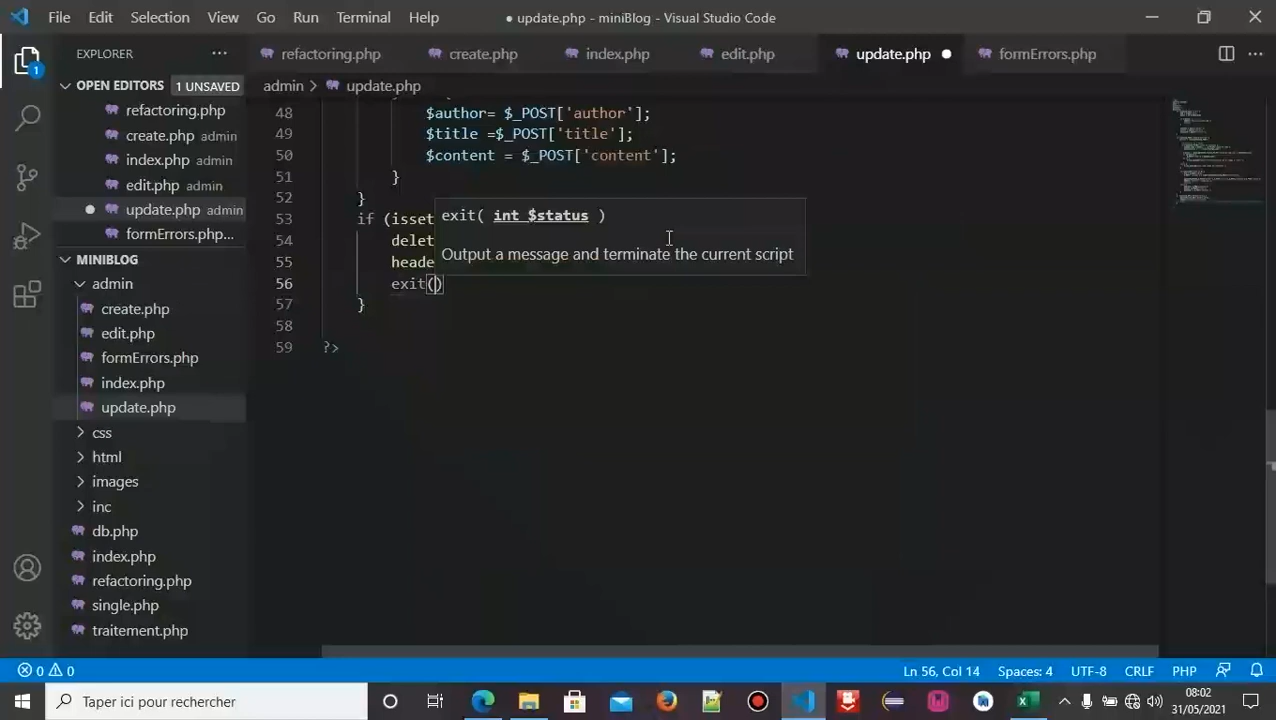 File Edit Selection View Go Run Terminal Help
● update.php - miniBlog - Visual Studio Code
EXPLORER ···
refactoring.php create.php index.php edit.php update.php ● formErrors.php ···
OPEN EDITORS 1 UNSAVED
refactoring.php
create.php admin
index.php admin
edit.php admin
● update.php admin
formErrors.php...
MINIBLOG
admin
create.php
edit.php
formErrors.php
index.php
update.php
css
html
images
inc
db.php
index.php
refactoring.php
single.php
traitement.php
admin > update.php
48 $author= $_POST['author'];
49 $title =$_POST['title'];
50 $content = $_POST['content'];
51 }
52 }
53 if (isset
54 delet
55 heade
56 exit()
57 }
58
59 ?>
exit( int $status )
Output a message and terminate the current script
1
0 0
Ln 56, Col 14 Spaces: 4 UTF-8 CRLF PHP
Taper ici pour rechercher
08:02
31/05/2021